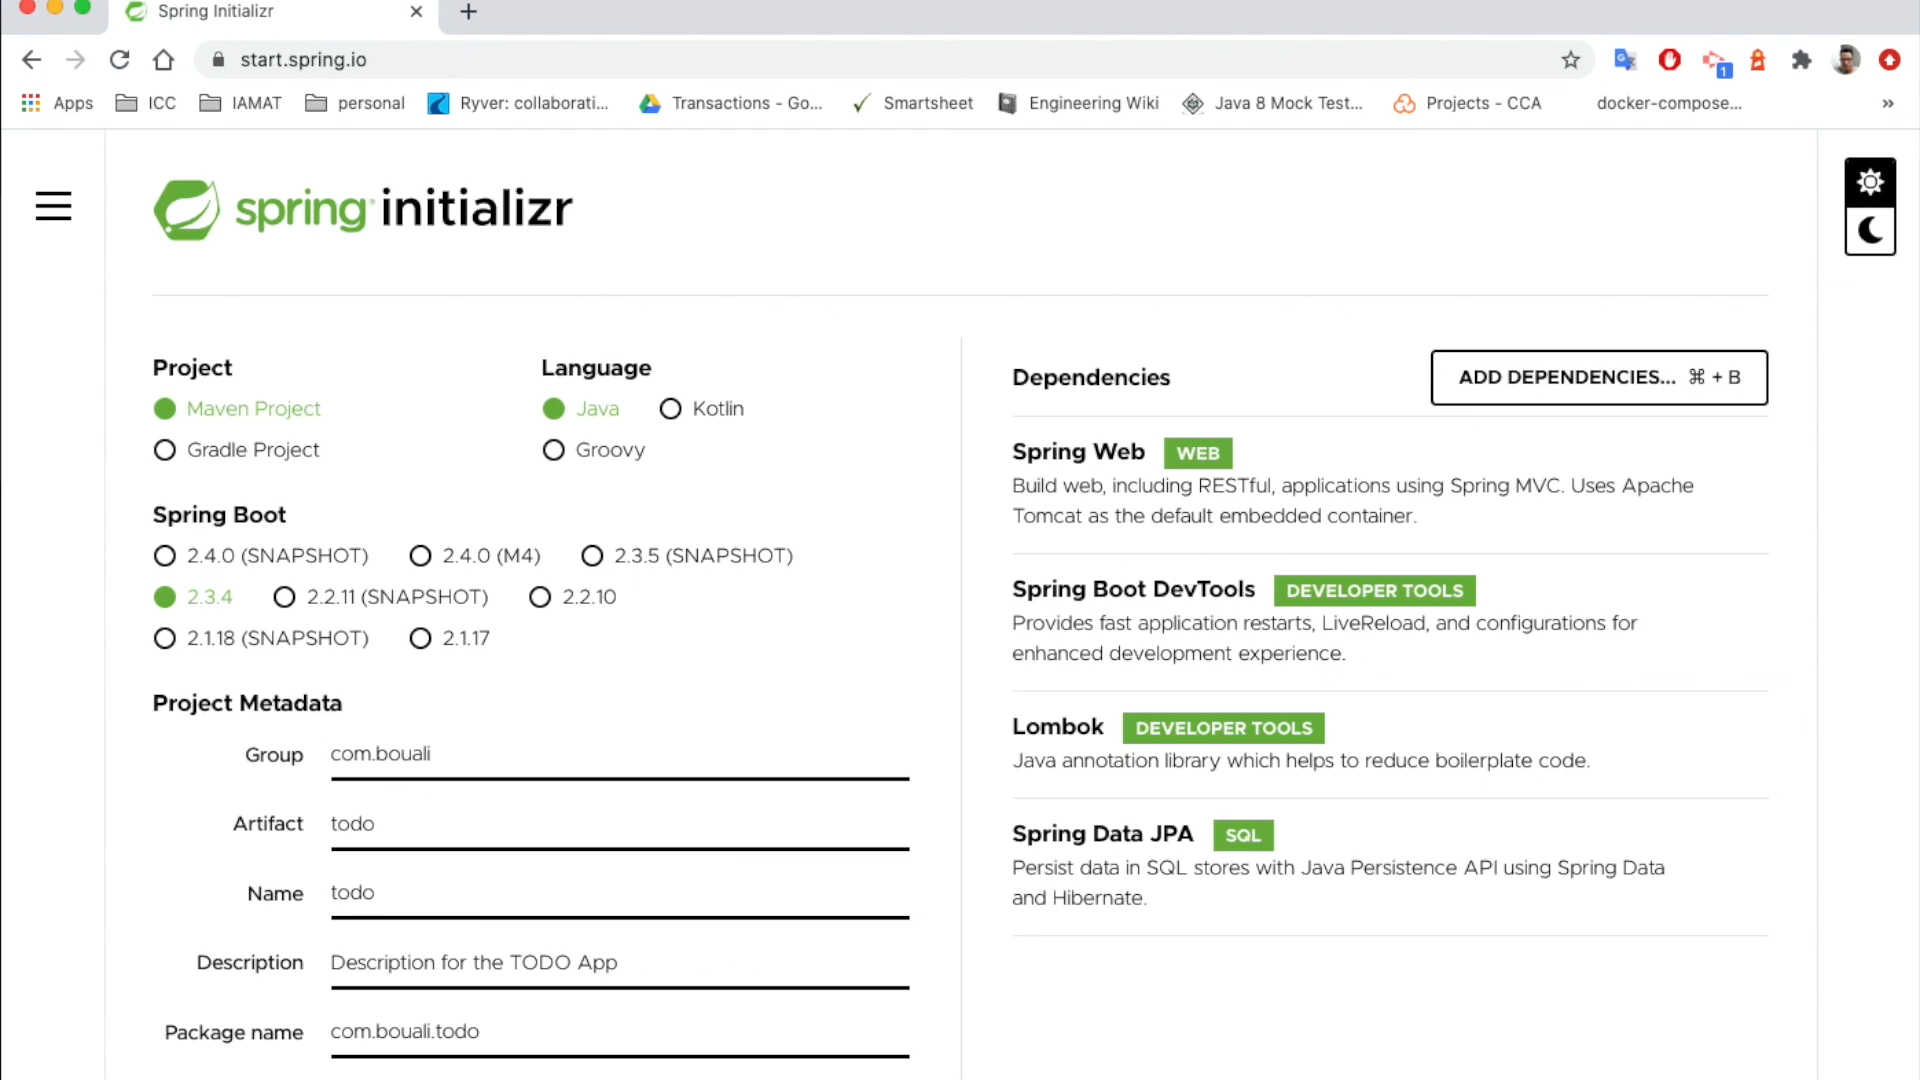 Spring Initializr
start.spring.io
1
Apps ICC IAMAT personal Ryver: collaborati... Transactions - Go... Smartsheet Engineering Wiki Java 8 Mock Test... Projects - CCA docker-compose... »
spring initializr
Project
Maven Project
Gradle Project
Language
Java Kotlin
Groovy
Spring Boot
2.4.0 (SNAPSHOT) 2.4.0 (M4) 2.3.5 (SNAPSHOT)
2.3.4 2.2.11 (SNAPSHOT) 2.2.10
2.1.18 (SNAPSHOT) 2.1.17
Project Metadata
Group com.bouali
Artifact todo
Name todo
Description Description for the TODO App
Package name com.bouali.todo
Dependencies ADD DEPENDENCIES... ⌘ + B
Spring Web WEB
Build web, including RESTful, applications using Spring MVC. Uses Apache
Tomcat as the default embedded container.
Spring Boot DevTools DEVELOPER TOOLS
Provides fast application restarts, LiveReload, and configurations for
enhanced development experience.
Lombok DEVELOPER TOOLS
Java annotation library which helps to reduce boilerplate code.
Spring Data JPA SQL
Persist data in SQL stores with Java Persistence API using Spring Data
and Hibernate.